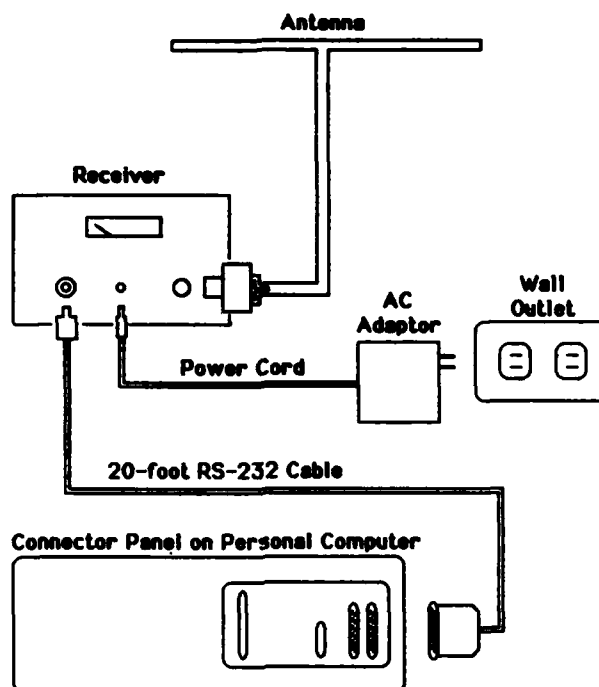 Antenna
Receiver
Wall
Outlet
AC
Adaptor
Power Cord
20-foot RS-232 Cable
Connector Panel on Personal Computer